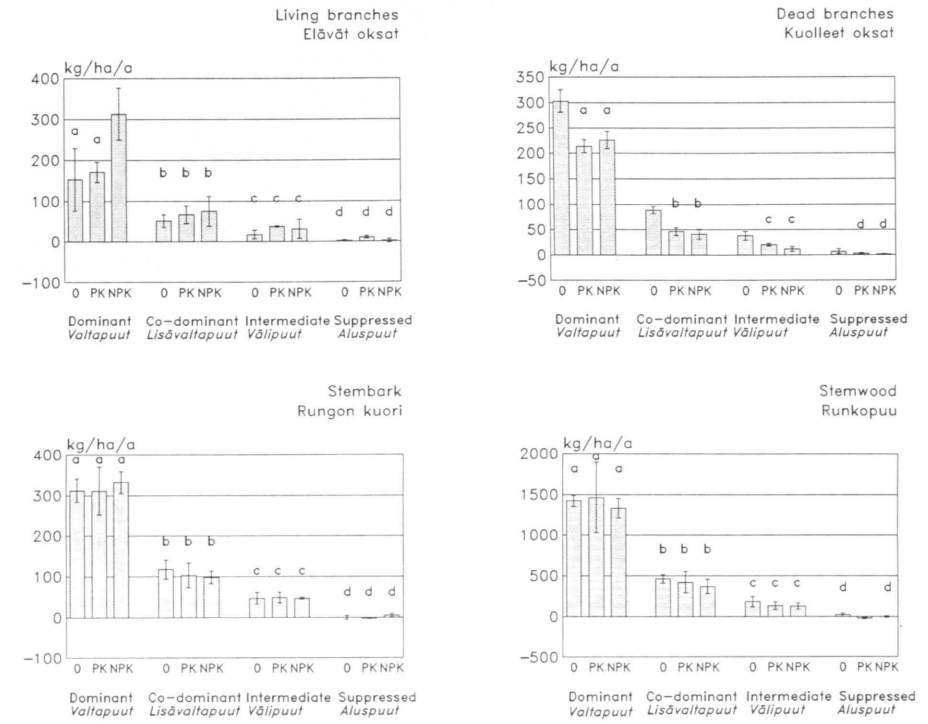 Living branches
Elävät oksat
kg/ha/a
400
300
200
100
0
−100
a a
b b b
c c c
d d d
0 PK NPK 0 PK NPK 0 PK NPK 0 PK NPK
Dominant Co−dominant Intermediate Suppressed
Valtapuut Lisävaltapuut Välipuut Aluspuut
Dead branches
Kuolleet oksat
kg/ha/a
350
300
250
200
150
100
50
0
−50
a a
b b
c c
d d
0 PK NPK 0 PK NPK 0 PK NPK 0 PK NPK
Dominant Co−dominant Intermediate Suppressed
Valtapuut Lisävaltapuut Välipuut Aluspuut
Stembark
Rungon kuori
kg/ha/a
400
300
200
100
0
−100
a a a
b b b
c c c
d d d
0 PK NPK 0 PK NPK 0 PK NPK 0 PK NPK
Dominant Co−dominant Intermediate Suppressed
Valtapuut Lisävaltapuut Välipuut Aluspuut
Stemwood
Runkopuu
kg/ha/a
2000
1500
1000
500
0
−500
a a a
b b b
c c c
d d
0 PK NPK 0 PK NPK 0 PK NPK 0 PK NPK
Dominant Co−dominant Intermediate Suppressed
Valtapuut Lisävaltapuut Välipuut Aluspuut